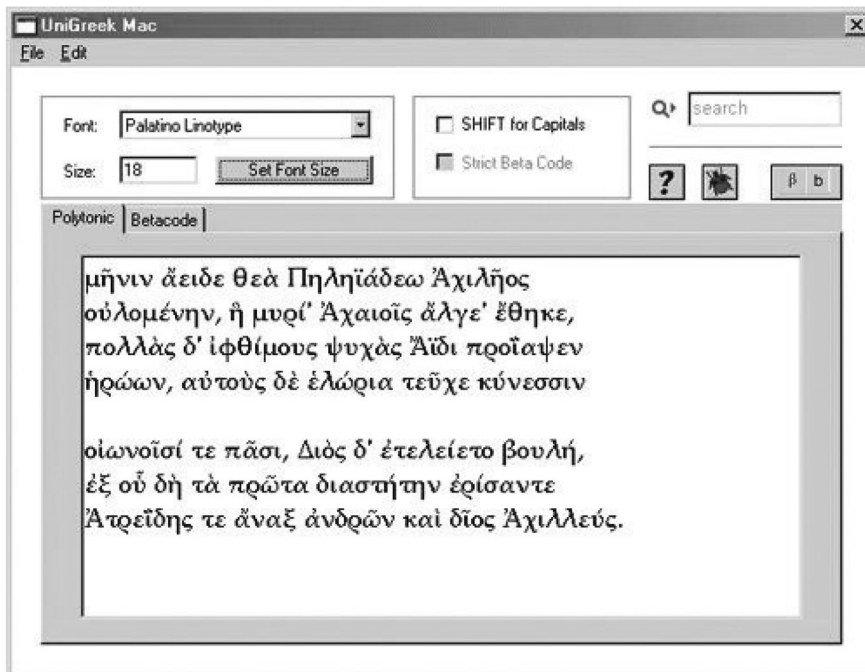 UniGreek Mac
File Edit
Font: Palatino Linotype
Size: 18 Set Font Size
SHIFT for Capitals
Strict Beta Code
search
? β b
Polytonic Betacode
μῆνιν ἄειδε θεὰ Πηληϊάδεω Ἀχιλῆος
οὐλομένην, ἣ μυρί' Ἀχαιοῖς ἄλγε' ἔθηκε,
πολλὰς δ' ἰφθίμους ψυχὰς Ἄϊδι προΐαψεν
ἡρώων, αὐτοὺς δὲ ἑλώρια τεῦχε κύνεσσιν
οἰωνοῖσί τε πᾶσι, Διὸς δ' ἐτελείετο βουλή,
ἐξ οὗ δὴ τὰ πρῶτα διαστήτην ἐρίσαντε
Ἀτρεΐδης τε ἄναξ ἀνδρῶν καὶ δῖος Ἀχιλλεύς.